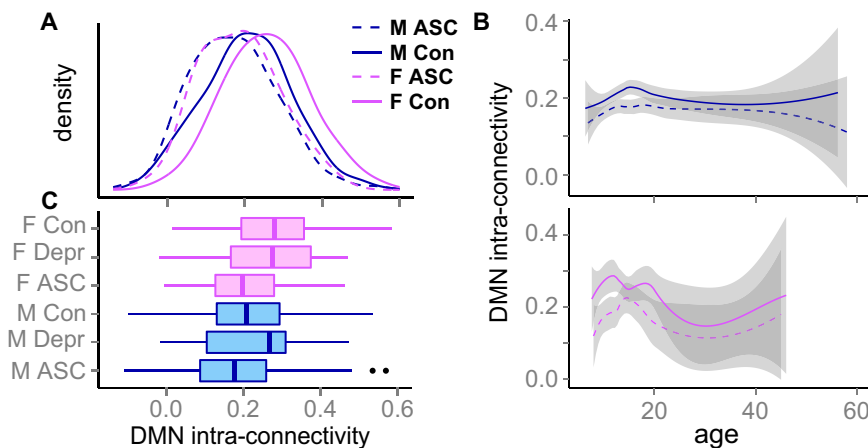 A
density
M ASC
M Con
F ASC
F Con
C
F Con
F Depr
F ASC
M Con
M Depr
M ASC
0.0 0.2 0.4 0.6
DMN intra-connectivity
B
DMN intra-connectivity
0.4
0.2
0.0
0.4
0.2
0.0
20 40 60
age